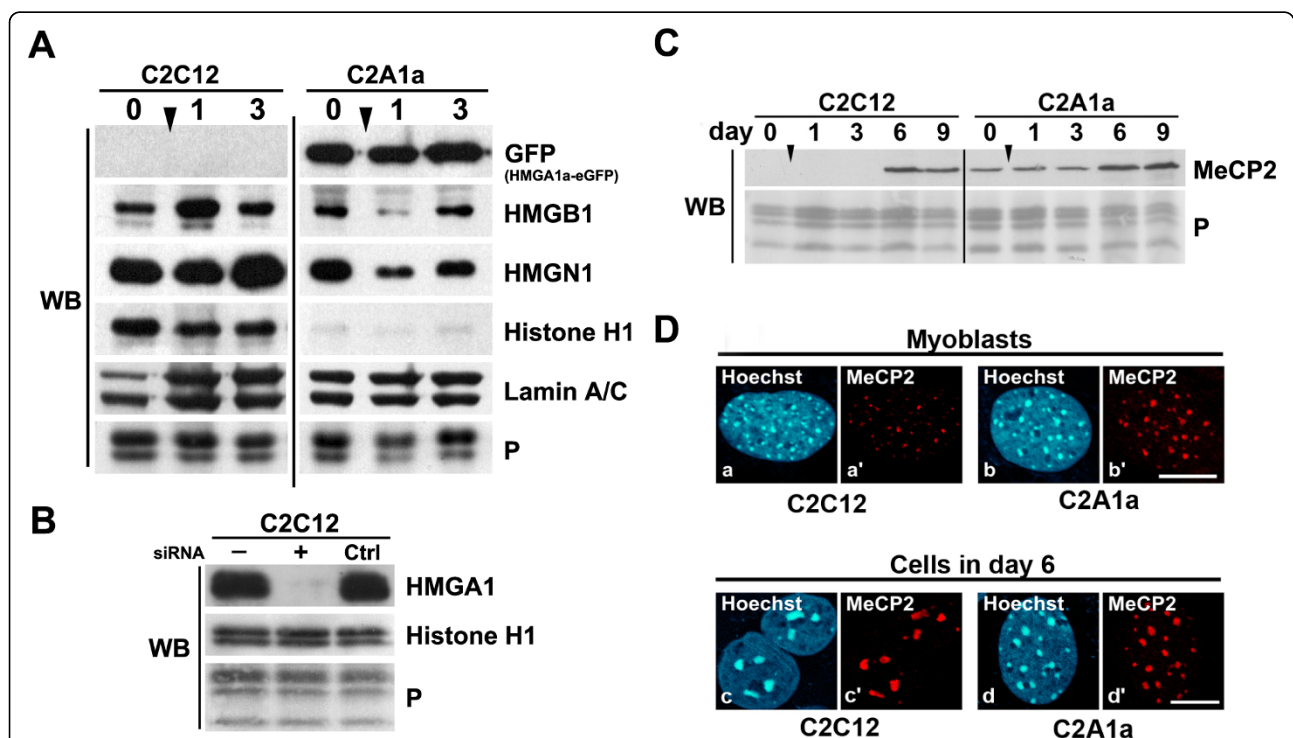 A
C2C12 C2A1a
0 1 3 0 1 3
WB
GFP
(HMGA1a-eGFP)
HMGB1
HMGN1
Histone H1
Lamin A/C
P
B
C2C12
siRNA − + Ctrl
WB
HMGA1
Histone H1
P
C
C2C12 C2A1a
day 0 1 3 6 9 0 1 3 6 9
WB
MeCP2
P
D
Myoblasts
Hoechst MeCP2 Hoechst MeCP2
a a' b b'
C2C12 C2A1a
Cells in day 6
Hoechst MeCP2 Hoechst MeCP2
c c' d d'
C2C12 C2A1a